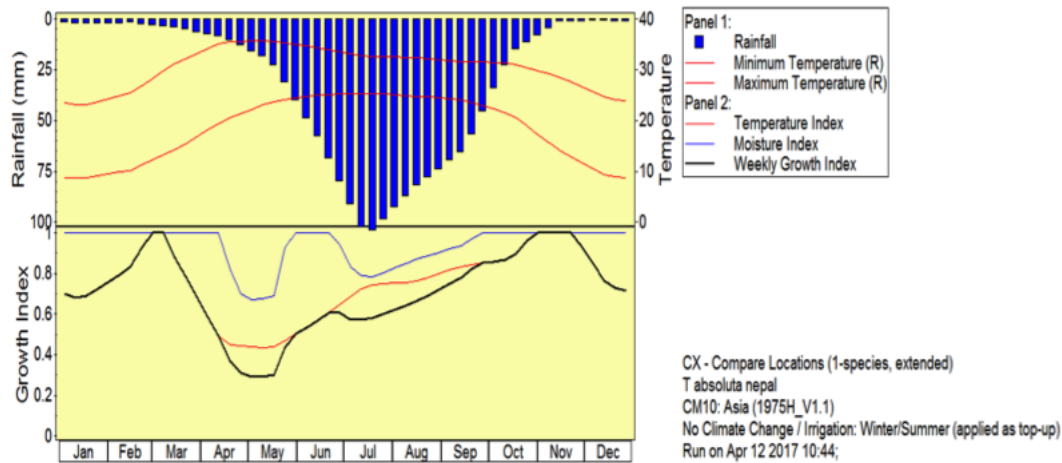 0
25
50
75
100
Rainfall (mm)
40
30
20
10
0
Temperature
1
0.8
0.6
0.4
0.2
0
Growth Index
Jan Feb Mar Apr May Jun Jul Aug Sep Oct Nov Dec
Panel 1:
Rainfall
Minimum Temperature (R)
Maximum Temperature (R)
Panel 2:
Temperature Index
Moisture Index
Weekly Growth Index
CX - Compare Locations (1-species, extended)
T absoluta nepal
CM10: Asia (1975H_V1.1)
No Climate Change / Irrigation: Winter/Summer (applied as top-up)
Run on Apr 12 2017 10:44;